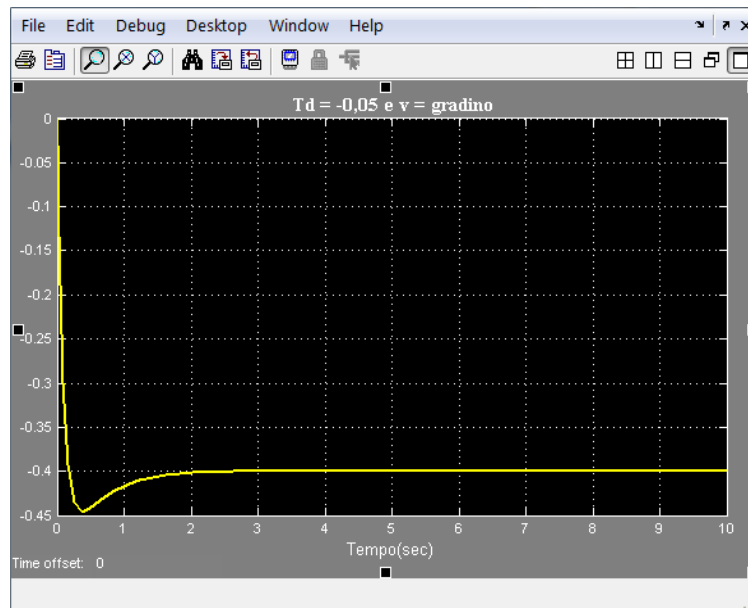 File Edit Debug Desktop Window Help
Td = -0,05 e v = gradino
0
-0.05
-0.1
-0.15
-0.2
-0.25
-0.3
-0.35
-0.4
-0.45
0 1 2 3 4 5 6 7 8 9 10
Tempo(sec)
Time offset: 0